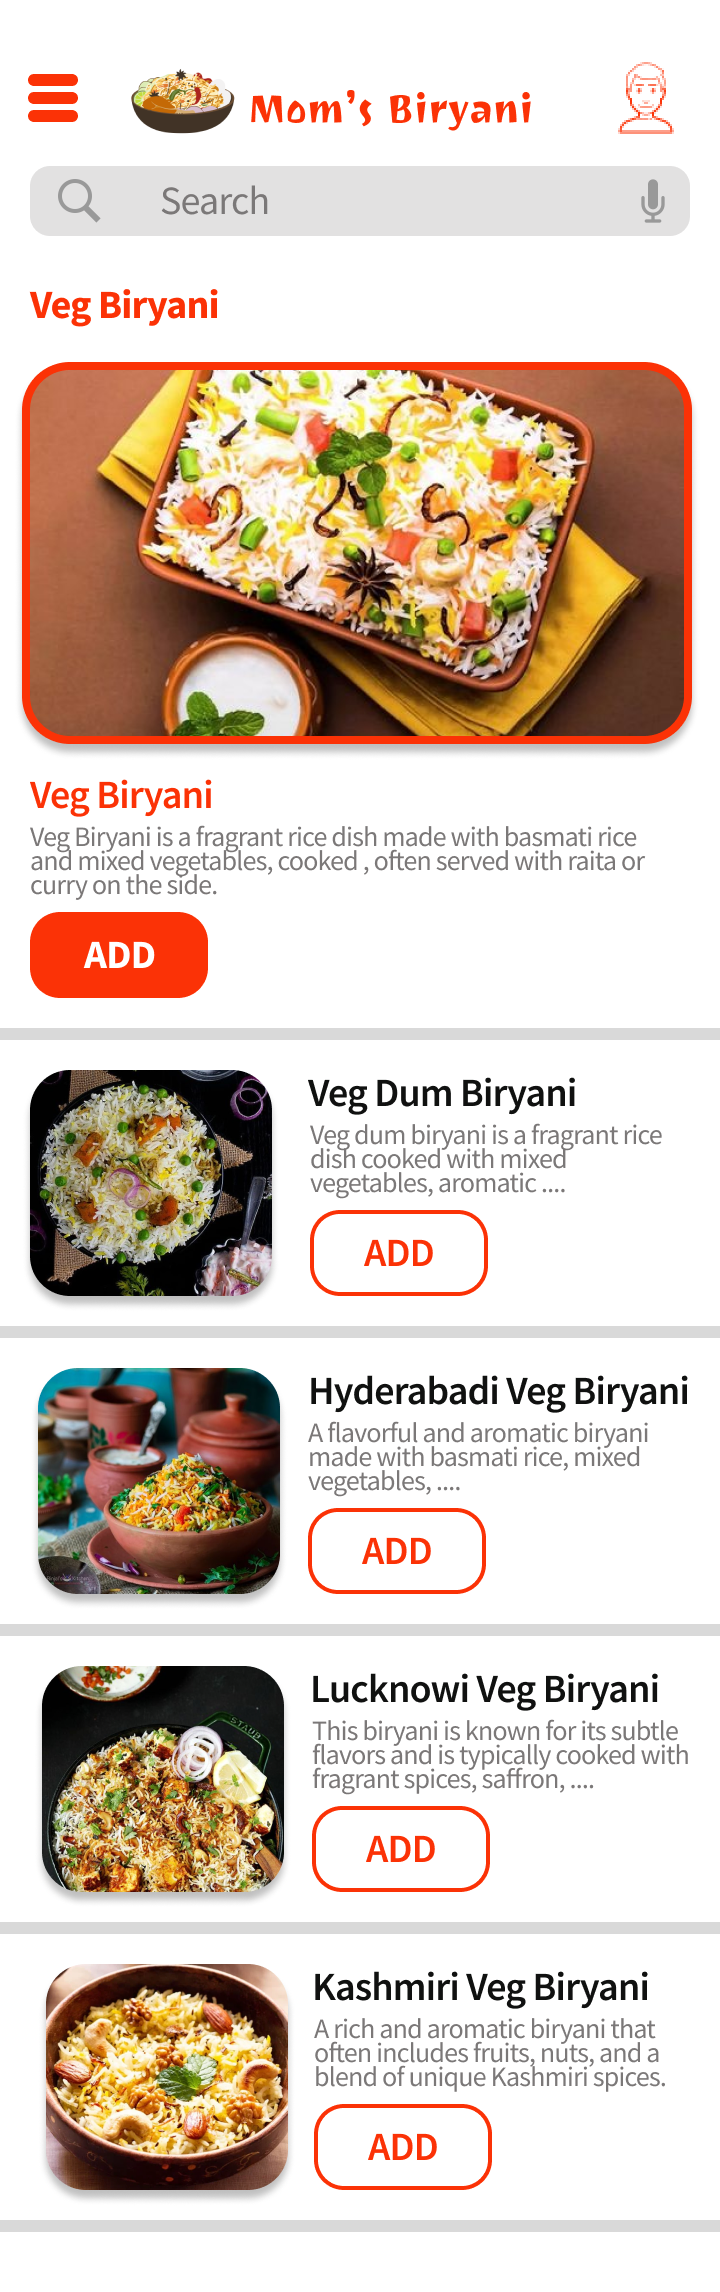 Mom's Biryani
Search
Veg Biryani
Veg Biryani
Veg Biryani is a fragrant rice dish made with basmati rice
and mixed vegetables, cooked , often served with raita or
curry on the side.
ADD
Veg Dum Biryani
Veg dum biryani is a fragrant rice
dish cooked with mixed
vegetables, aromatic ....
ADD
Hyderabadi Veg Biryani
A flavorful and aromatic biryani
made with basmati rice, mixed
vegetables, ....
ADD
STAUB
Lucknowi Veg Biryani
This biryani is known for its subtle
flavors and is typically cooked with
fragrant spices, saffron, ....
ADD
Kashmiri Veg Biryani
A rich and aromatic biryani that
often includes fruits, nuts, and a
blend of unique Kashmiri spices.
ADD